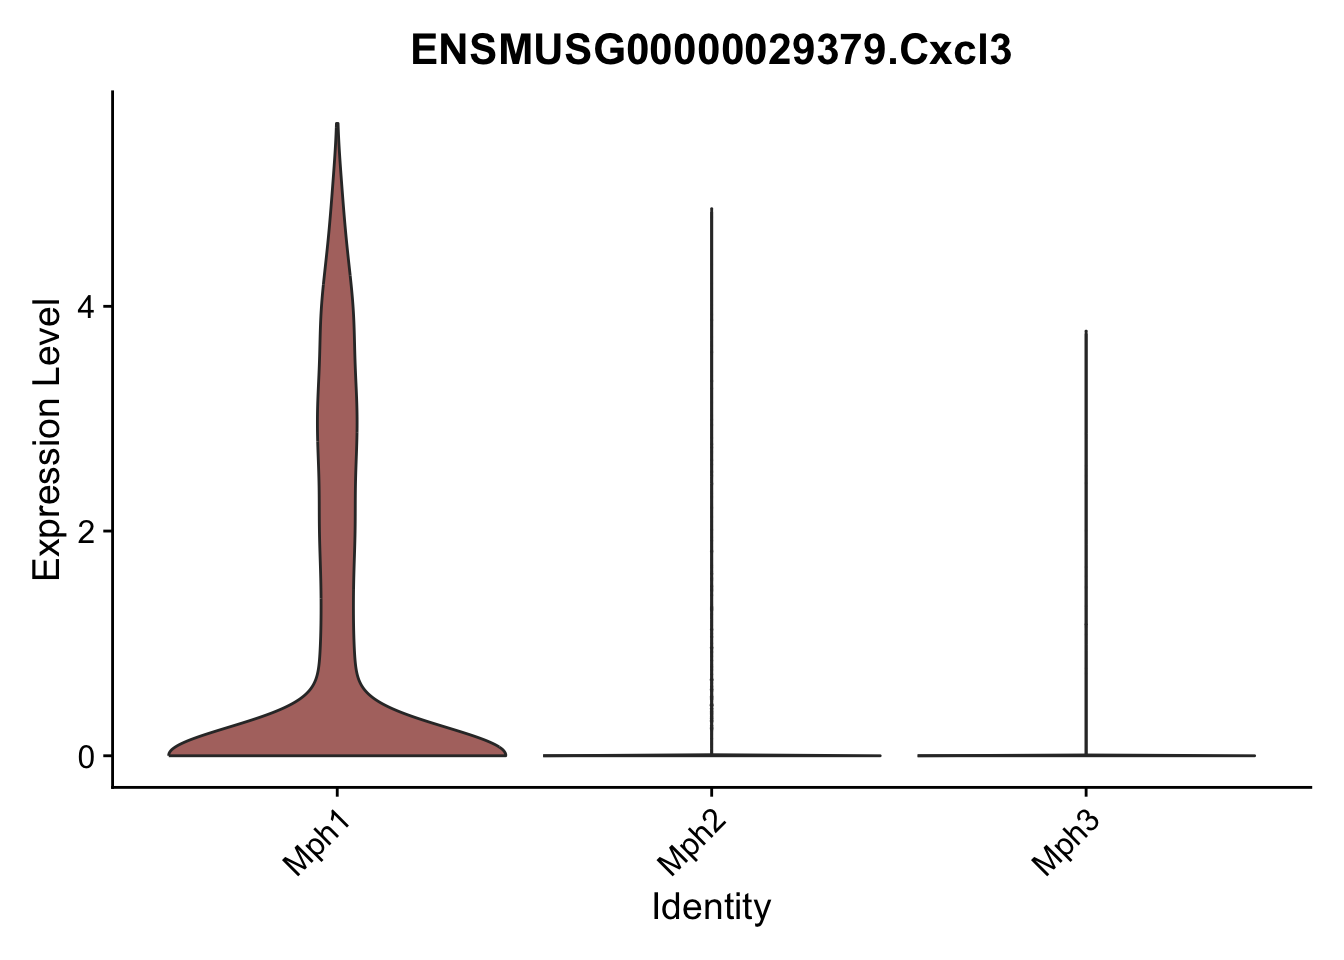 ENSMUSG00000029379.Cxcl3
Expression Level
4
2
0
Mph1
Mph2
Mph3
Identity